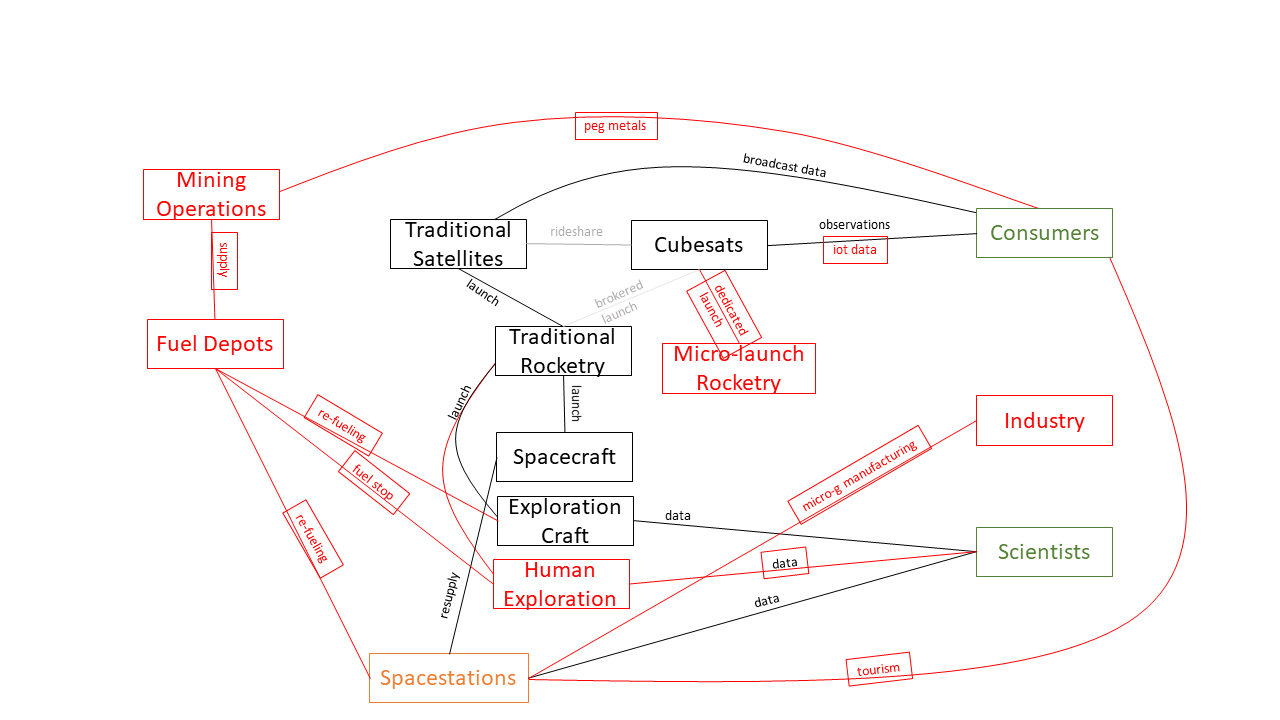 peg metals
broadcast data
Mining
Operations
Traditional
Satellites
rideshare
Cubesats
observations
iot data
Consumers
supply
launch
brokered
launch
dedicated
launch
Fuel Depots
Traditional
Rocketry
Micro-launch
Rocketry
launch
launch
re-fueling
Industry
Spacecraft
micro-g manufacturing
fuel stop
Exploration
Craft
data
re-fueling
Scientists
Human
Exploration
data
resupply
data
Spacestations
tourism